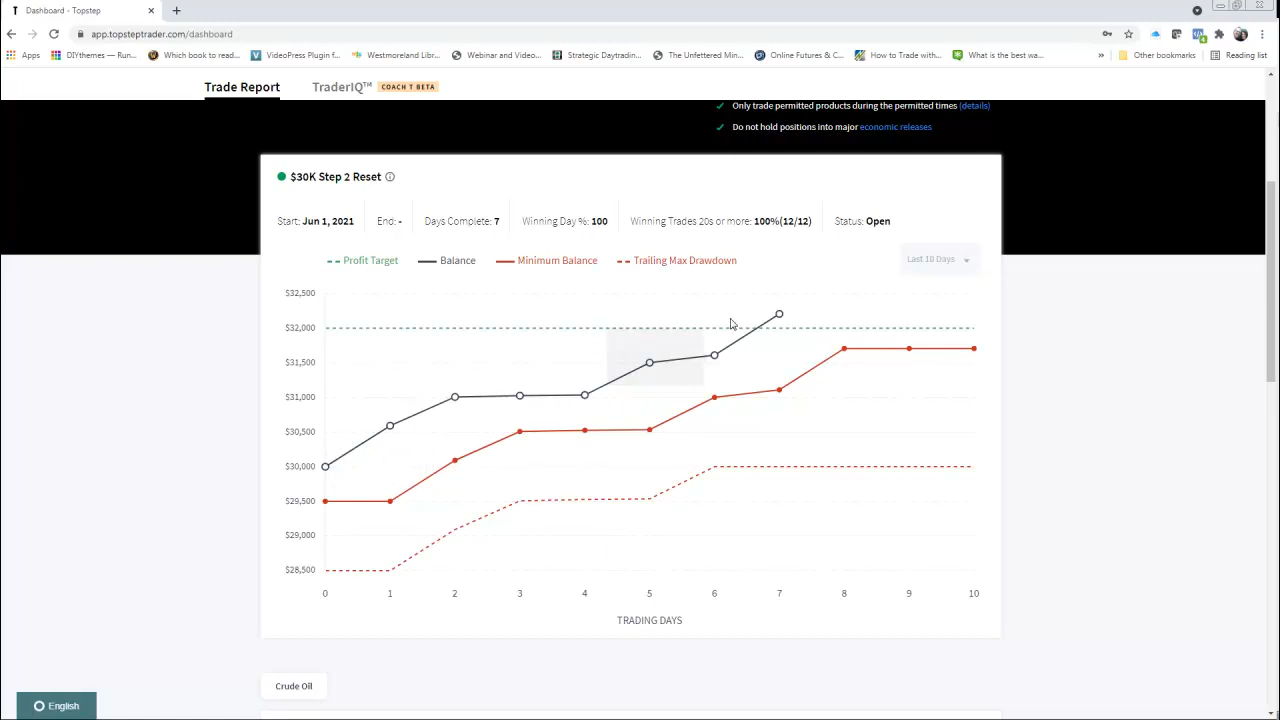 Dashboard - Topstep
app.topsteptrader.com/dashboard
Apps DIYthemes — Run... Which book to read... VideoPress Plugin f... Westmoreland Libr... Webinar and Video... Strategic Daytradin... The Unfettered Min... Online Futures & C... How to Trade with... What is the best wa... » Other bookmarks Reading list
Trade Report TraderIQ™ COACH T BETA
Only trade permitted products during the permitted times (details)
Do not hold positions into major economic releases
$30K Step 2 Reset
Start: Jun 1, 2021 End: - Days Complete: 7 Winning Day %: 100 Winning Trades 20s or more: 100%(12/12) Status: Open
Profit Target Balance Minimum Balance Trailing Max Drawdown Last 10 Days
$32,500
$32,000
$31,500
$31,000
$30,500
$30,000
$29,500
$29,000
$28,500
0 1 2 3 4 5 6 7 8 9 10
TRADING DAYS
Crude Oil
English